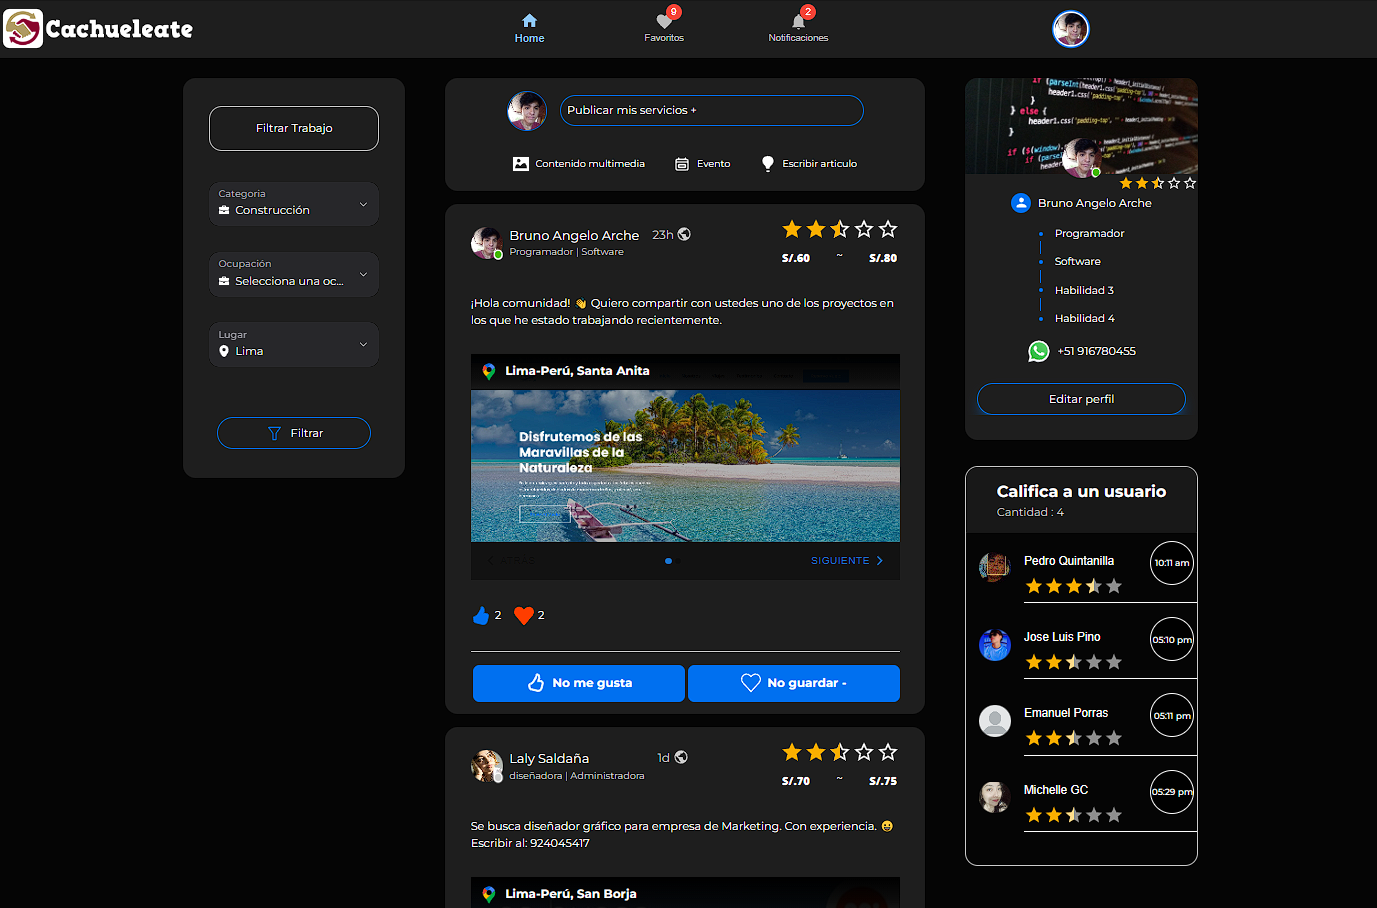 Cachueleate
Home
9
Favoritos
2
Notificaciones
Filtrar Trabajo
Categoria
Construcción
Ocupación
Selecciona una oc...
Lugar
Lima
Filtrar
Publicar mis servicios +
Contenido multimedia
Evento
Escribir articulo
Bruno Angelo Arche
23h
Programador | Software
S/.60 ~ S/.80
¡Hola comunidad! 👋 Quiero compartir con ustedes uno de los proyectos en
los que he estado trabajando recientemente.
Lima-Perú, Santa Anita
Disfrutemos de las
Maravillas de la
Naturaleza
SIGUIENTE
2
2
No me gusta
No guardar -
Laly Saldaña
1d
diseñadora | Administradora
S/.70 ~ S/.75
Se busca diseñador gráfico para empresa de Marketing. Con experiencia. 😀
Escribir al: 924045417
Lima-Perú, San Borja
} else {
header1.css('padding-top',
}
Bruno Angelo Arche
Programador
Software
Habilidad 3
Habilidad 4
+51 916780455
Editar perfil
Califica a un usuario
Cantidad : 4
Pedro Quintanilla
10:11 am
Jose Luis Pino
05:10 pm
Emanuel Porras
05:11 pm
Michelle GC
05:29 pm